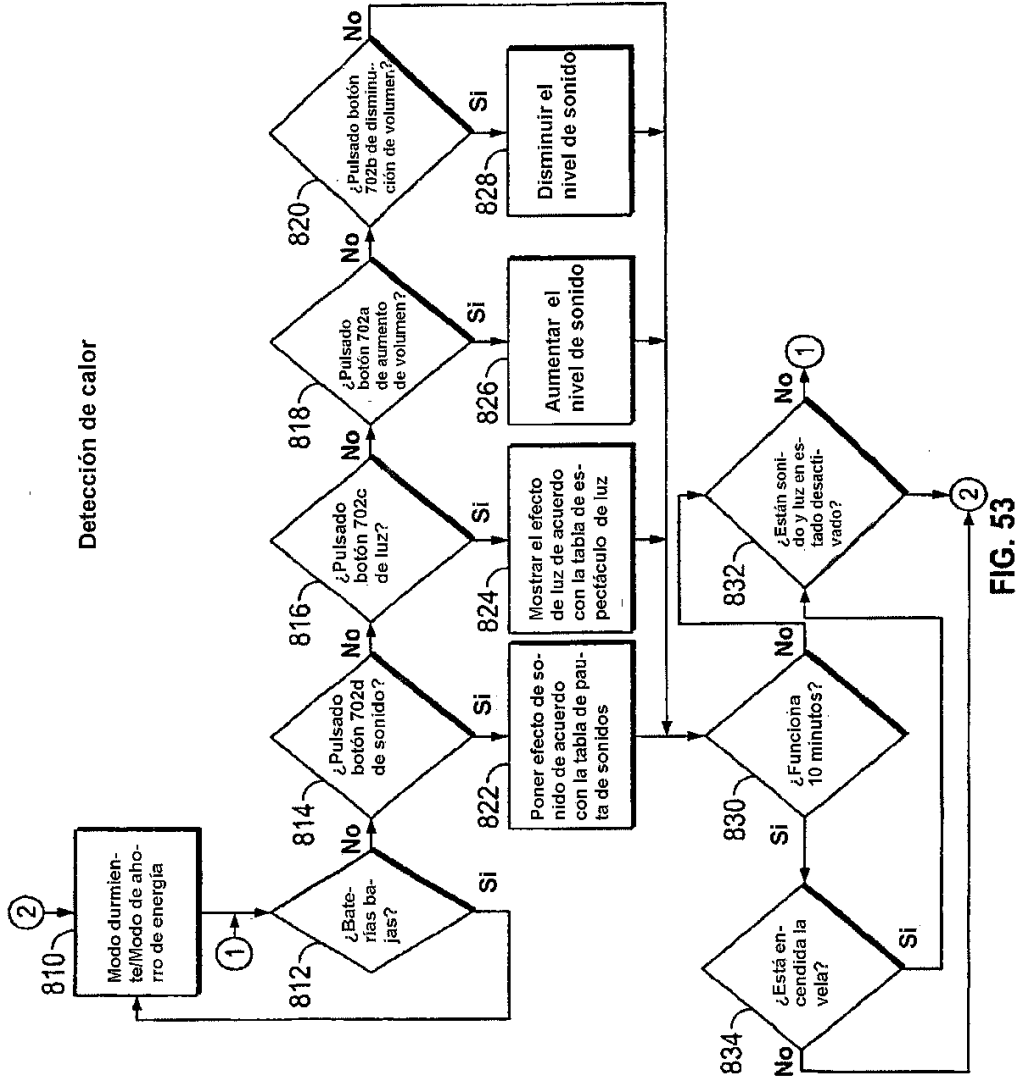 Detección de calor
2
810
Modo durmien-
te/Modo de aho-
rro de energía
1
812
¿Bate-
rías ba-
jas?
No
Si
814
¿Pulsado
botón 702d
de sonido?
No
Si
816
¿Pulsado
botón 702c
de luz?
No
Si
818
¿Pulsado
botón 702a
de aumento
de volumen?
No
Si
820
¿Pulsado botón
702b de disminu-
ción de volumen?
No
Si
822
Poner efecto de so-
nido de acuerdo
con la tabla de pau-
ta de sonidos
824
Mostrar el efecto
de luz de acuerdo
con la tabla de es-
pectáculo de luz
826
Aumentar el
nivel de sonido
828
Disminuir el
nivel de sonido
830
¿Funciona
10 minutos?
No
Si
832
¿Están soni-
do y luz en es-
tado desacti-
vado?
No
1
2
834
¿Está en-
cendida la
vela?
Si
No
FIG. 53